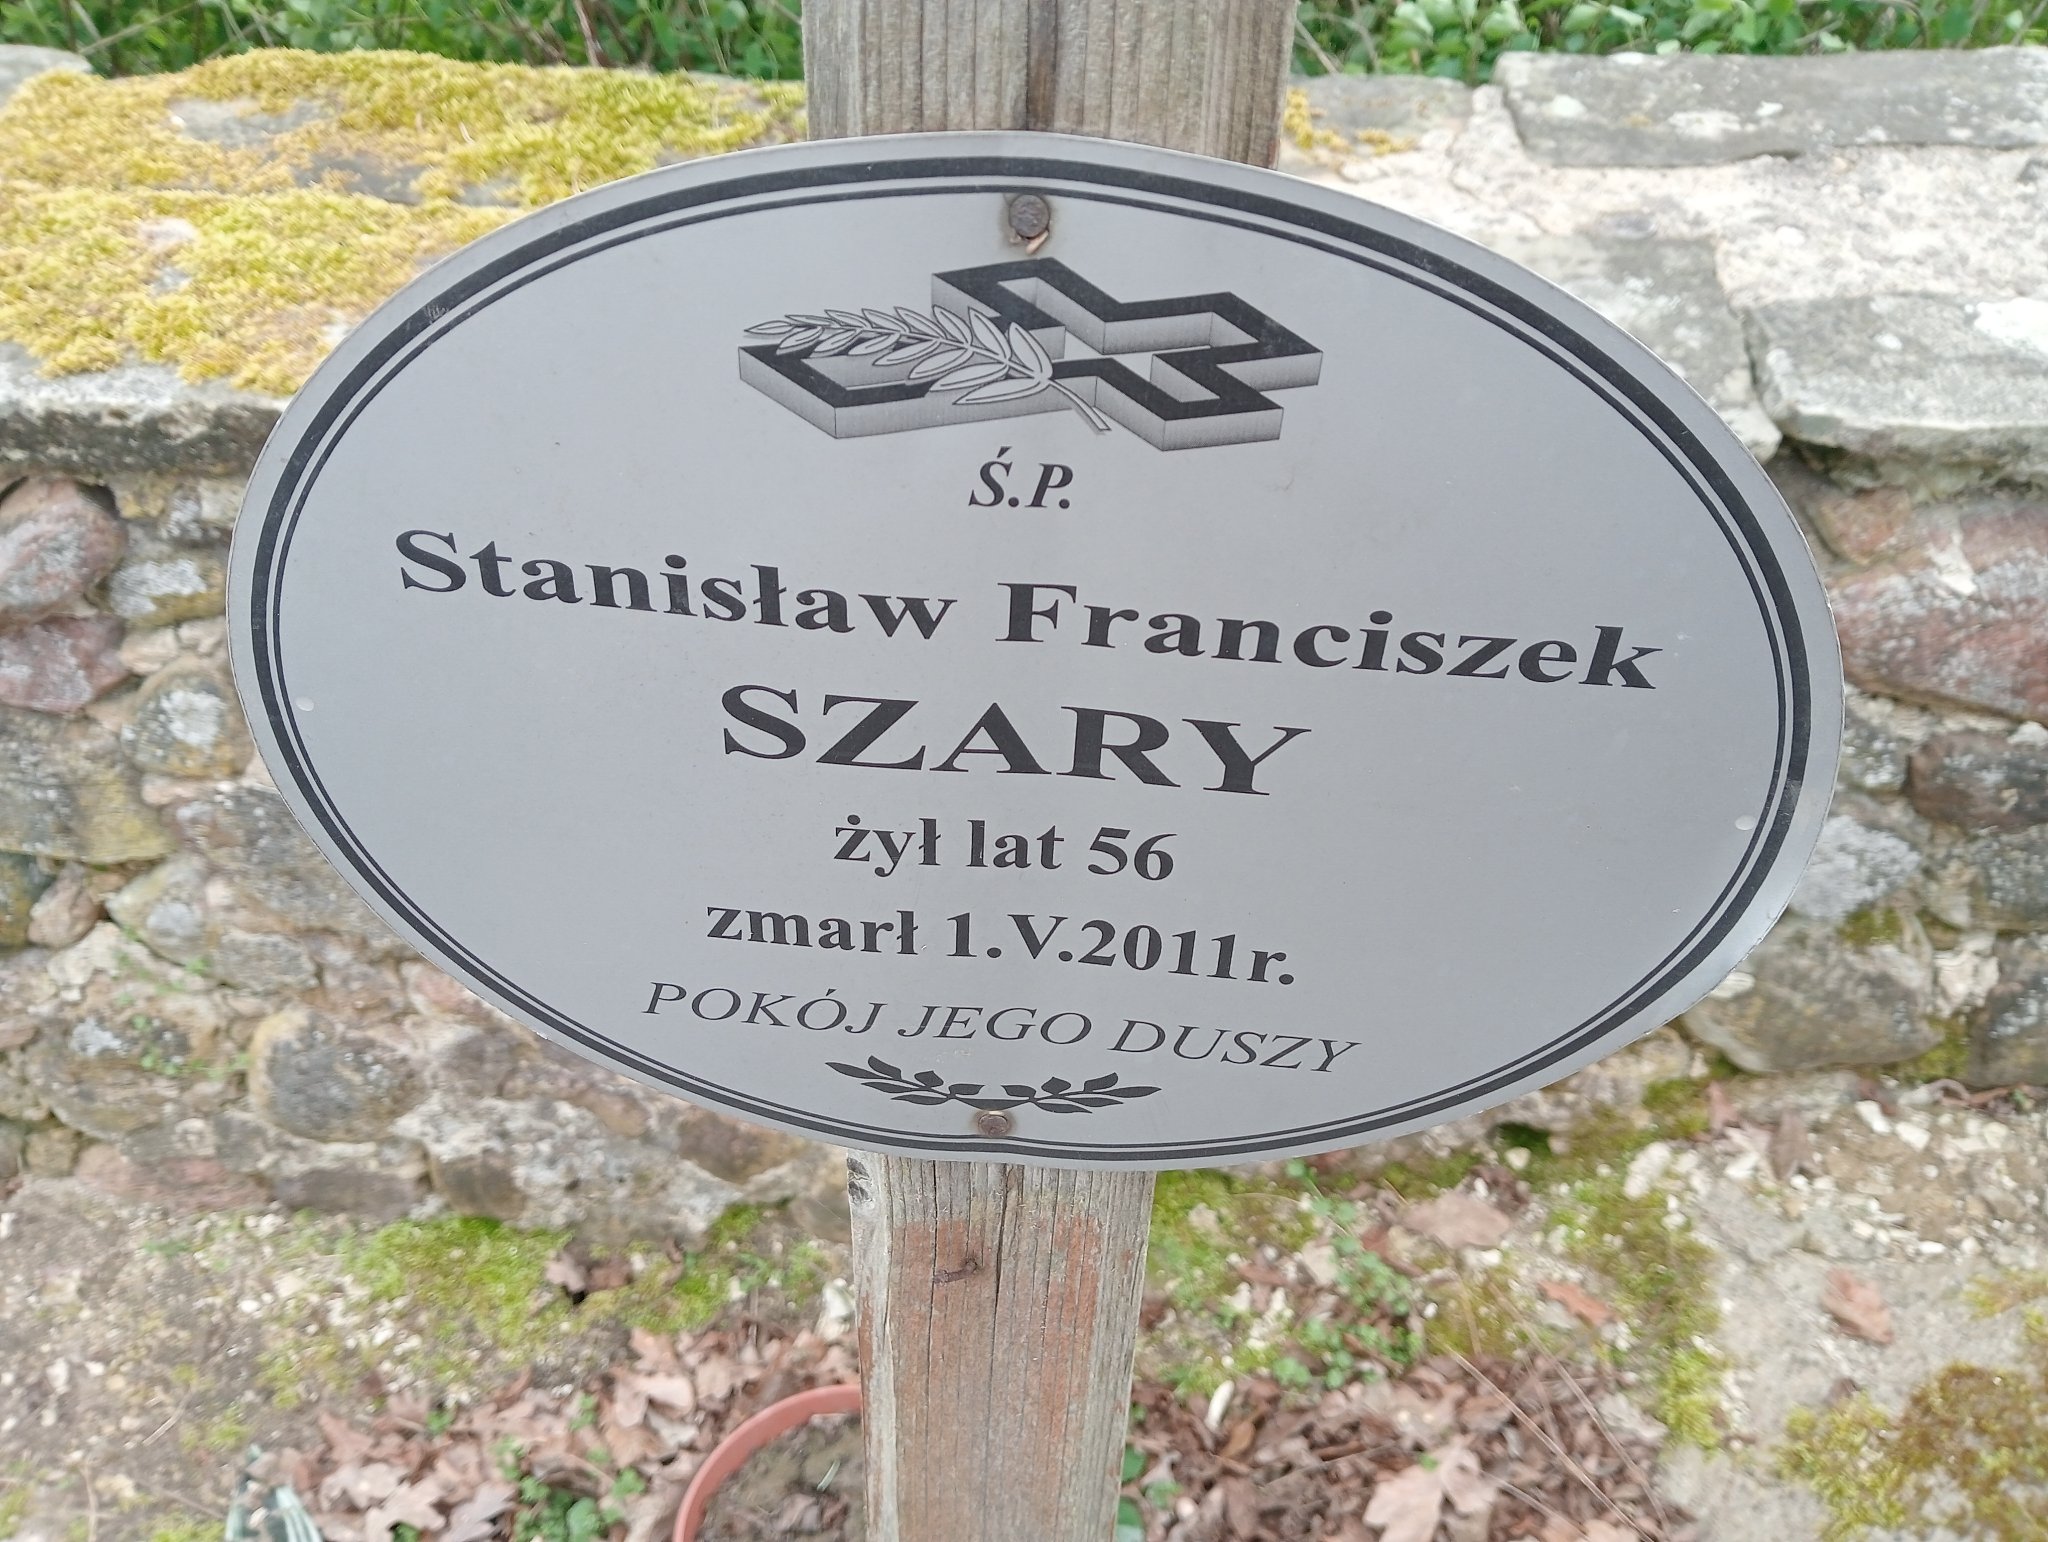 Ś.P.
Stanisław Franciszek
SZARY
żył lat 56
zmarł 1.V.2011r.
POKÓJ JEGO DUSZY